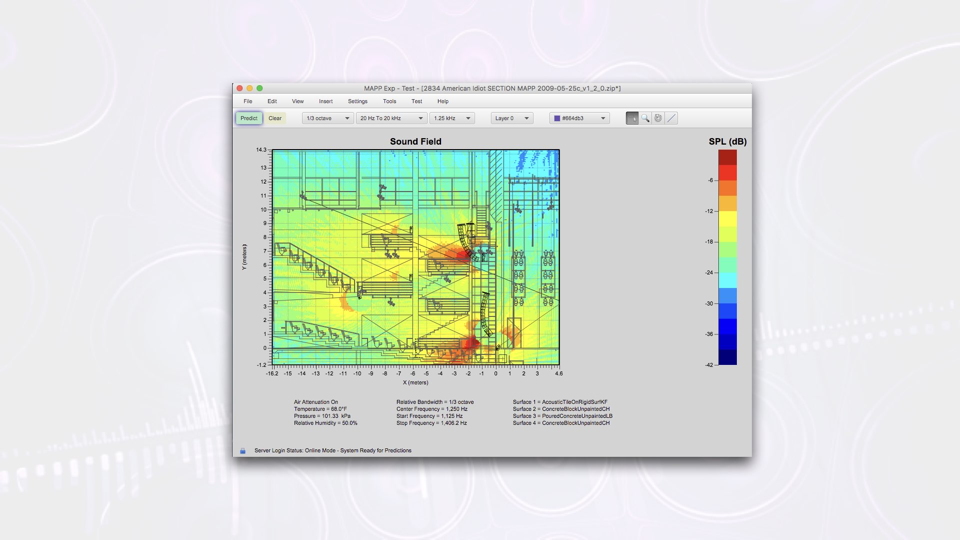 MAPP Exp - Test - [2834 American Idiot SECTION MAPP 2009-05-25c_v1_2_0.zip*]
File Edit View Insert Settings Tools Test Help
Predict Clear 1/3 octave 20 Hz To 20 kHz 1.25 kHz Layer 0 #664db3
Sound Field
SPL (dB)
14.3
13
12
11
10
9
8
7
6
5
4
3
2
1
0
-1.2
Y (meters)
-16.2 -15 -14 -13 -12 -11 -10 -9 -8 -7 -6 -5 -4 -3 -2 -1 0 1 2 3 4.6
X (meters)
-6
-12
-18
-24
-30
-36
-42
Air Attenuation On
Temperature = 68.0°F
Pressure = 101.33 kPa
Relative Humidity = 50.0%
Relative Bandwidth = 1/3 octave
Center Frequency = 1,250 Hz
Start Frequency = 1,125 Hz
Stop Frequency = 1,406.2 Hz
Surface 1 = AcousticTileOnRigidSurfKF
Surface 2 = ConcreteBlockUnpaintedCH
Surface 3 = PouredConcreteUnpaintedLB
Surface 4 = ConcreteBlockUnpaintedCH
Server Login Status: Online Mode - System Ready for Predictions